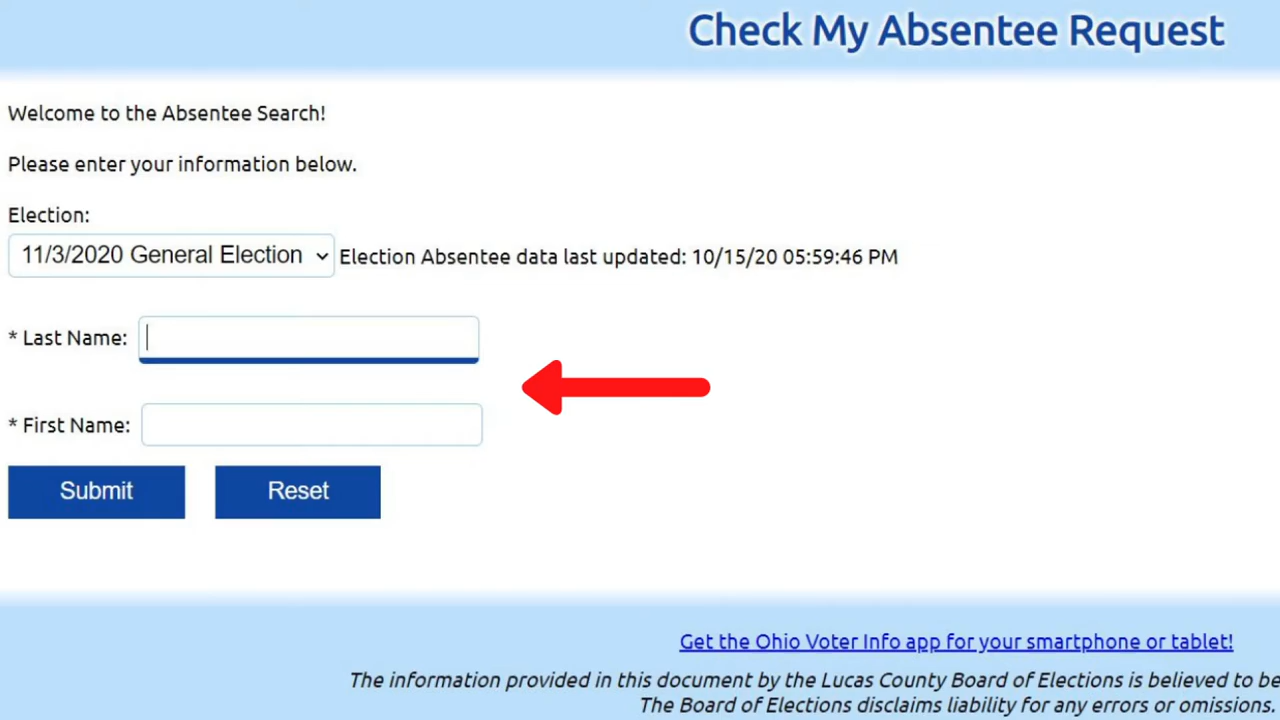 Check My Absentee Request
Welcome to the Absentee Search!
Please enter your information below.
Election:
11/3/2020 General Election Election Absentee data last updated: 10/15/20 05:59:46 PM
* Last Name:
* First Name:
Submit Reset
Get the Ohio Voter Info app for your smartphone or tablet!
The information provided in this document by the Lucas County Board of Elections is believed to be
The Board of Elections disclaims liability for any errors or omissions.